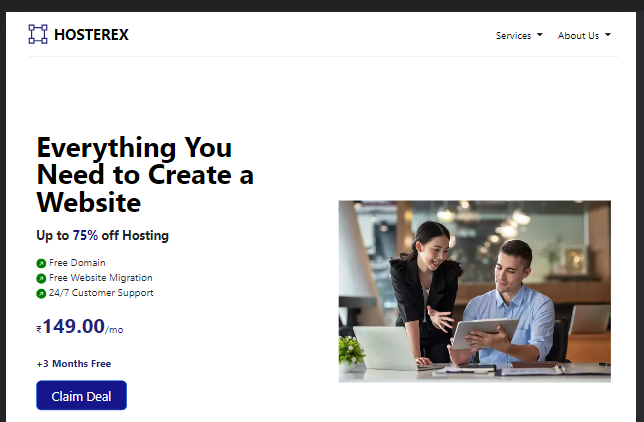 HOSTEREX
Services
About Us
Everything You
Need to Create a
Website
Up to 75% off Hosting
Free Domain
Free Website Migration
24/7 Customer Support
₹149.00/mo
+3 Months Free
Claim Deal